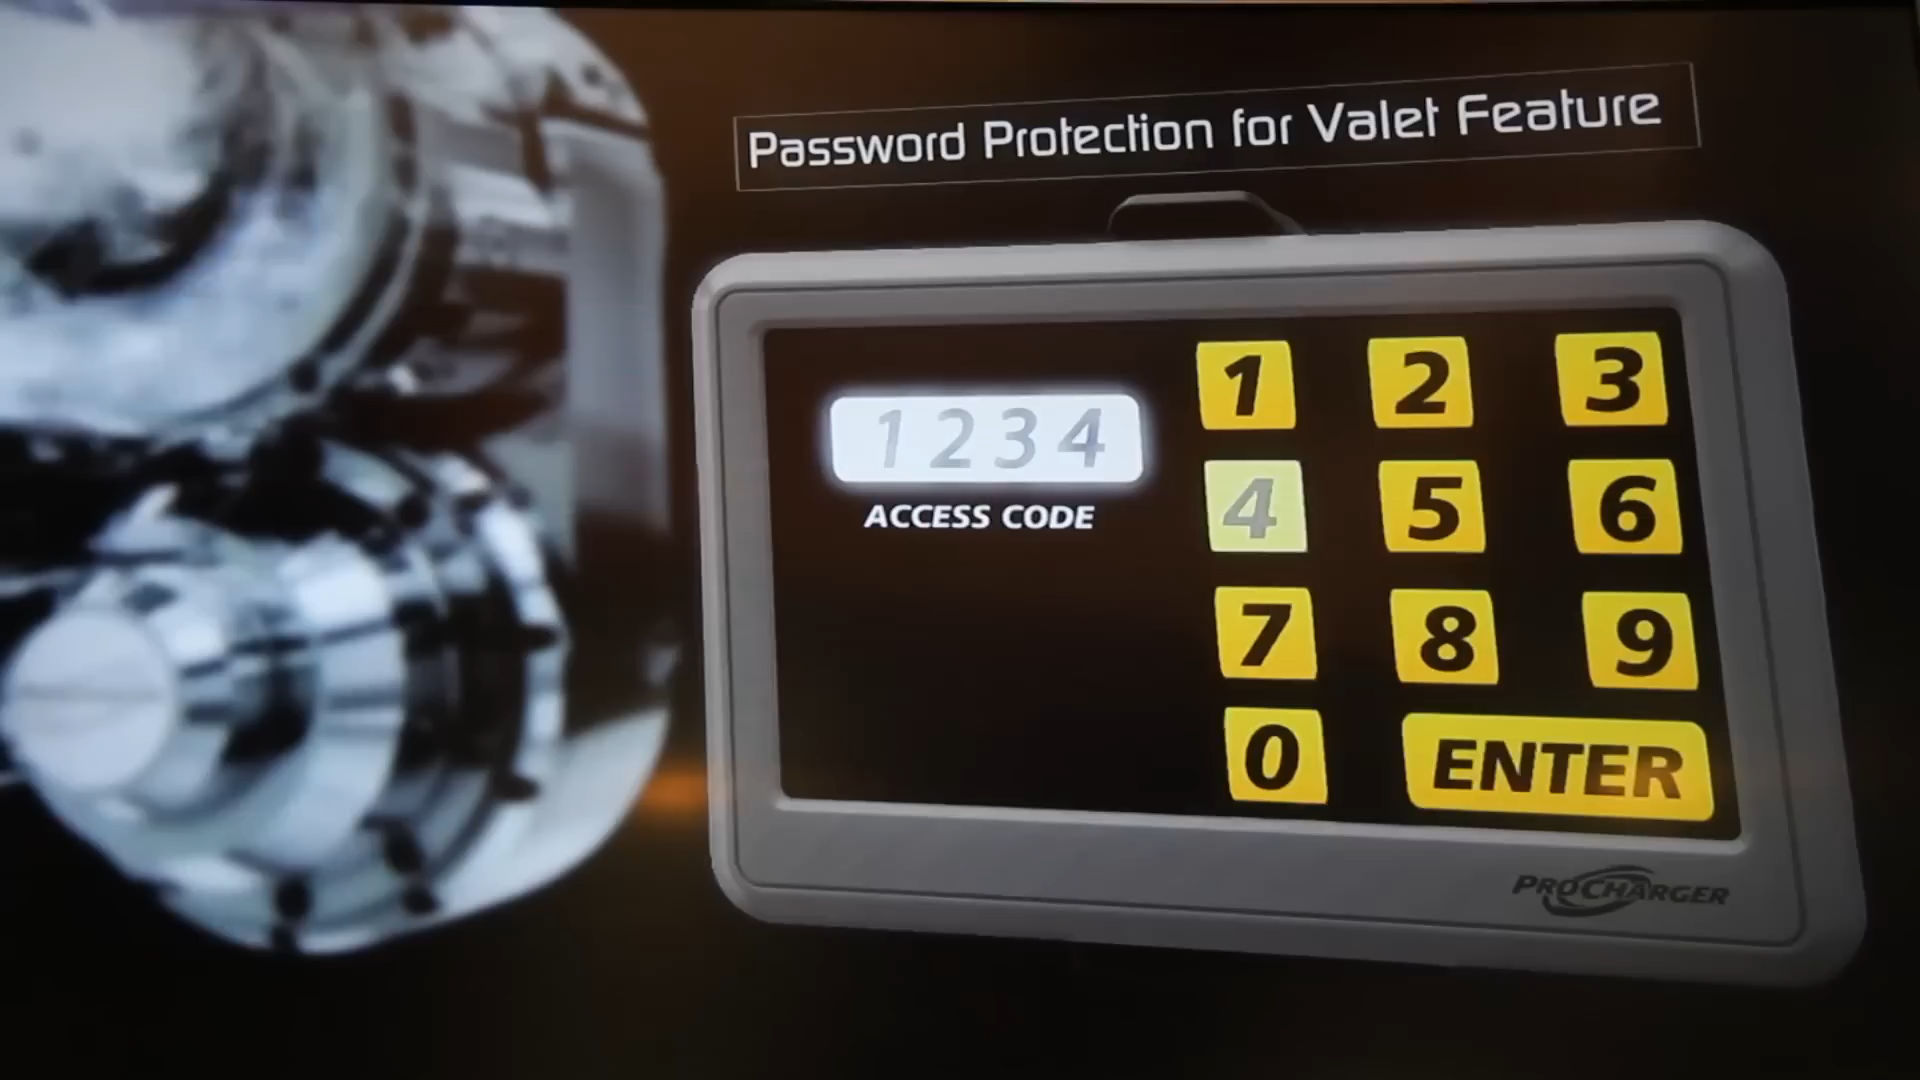 Password Protection for Valet Feature
1 2 3
1234
ACCESS CODE
4 5 6
7 8 9
0 ENTER
PROCHARGER